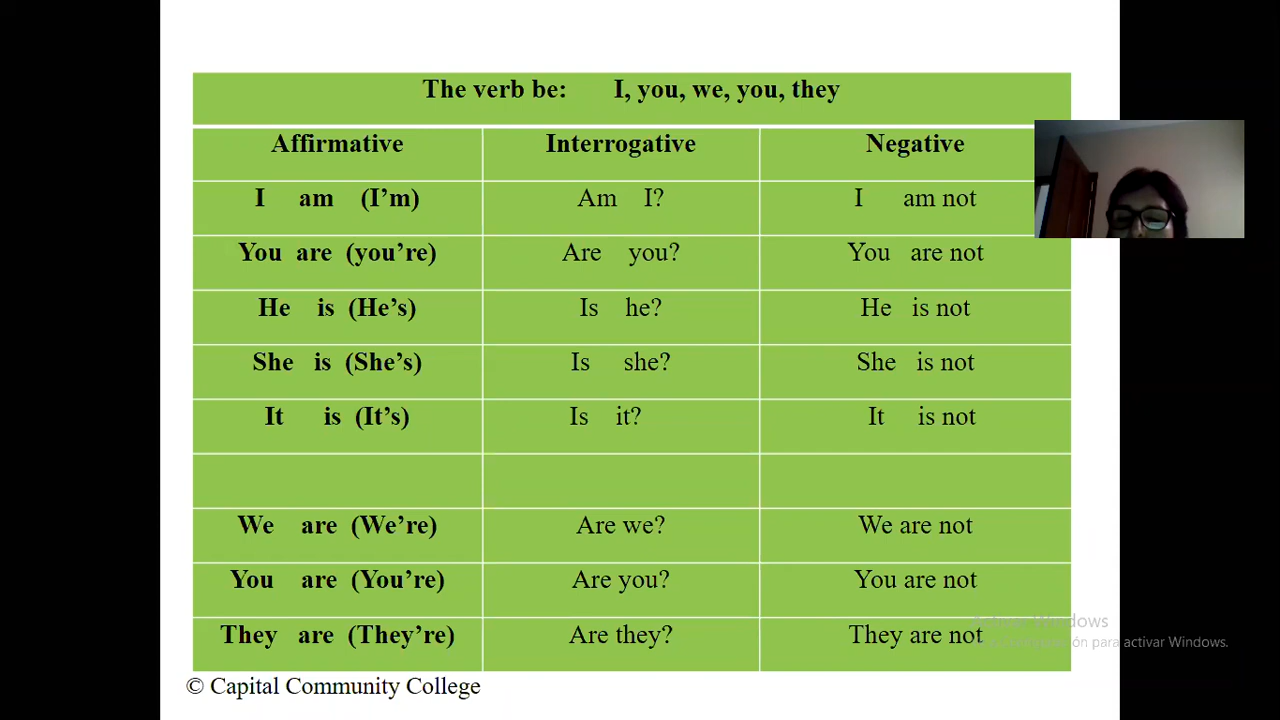 The verb be: I, you, we, you, they
Affirmative Interrogative Negative
I am (I’m) Am I? I am not
You are (you’re) Are you? You are not
He is (He’s) Is he? He is not
She is (She’s) Is she? She is not
It is (It’s) Is it? It is not
We are (We’re) Are we? We are not
You are (You’re) Are you? You are not
They are (They’re) Are they? They are not
Activar Windows
para activar Windows.
© Capital Community College